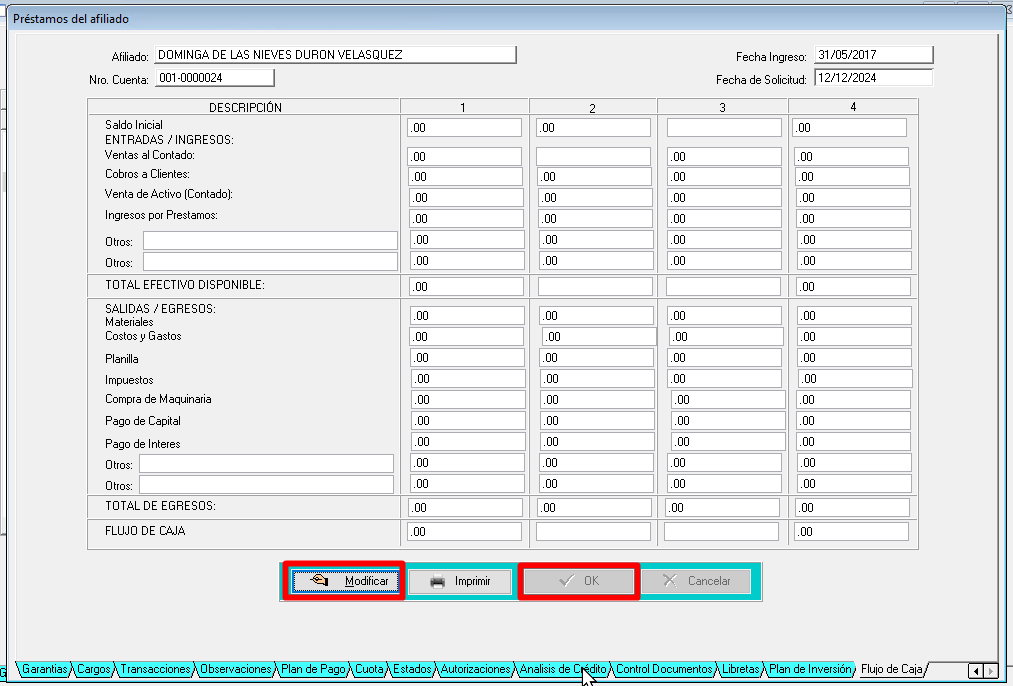 Préstamos del afiliado
Afiliado: DOMINGA DE LAS NIEVES DURON VELASQUEZ Fecha Ingreso: 31/05/2017
Nro. Cuenta: 001-0000024 Fecha de Solicitud: 12/12/2024
DESCRIPCIÓN 1 2 3 4
Saldo Inicial .00 .00 .00
ENTRADAS / INGRESOS:
Ventas al Contado: .00 .00 .00
Cobros a Clientes: .00 .00 .00 .00
Venta de Activo (Contado): .00 .00 .00 .00
Ingresos por Prestamos: .00 .00 .00 .00
Otros: .00 .00 .00 .00
Otros: .00 .00 .00 .00
TOTAL EFECTIVO DISPONIBLE: .00 .00
SALIDAS / EGRESOS:
Materiales .00 .00 .00 .00
Costos y Gastos .00 .00 .00 .00
Planilla .00 .00 .00 .00
Impuestos .00 .00 .00 .00
Compra de Maquinaria .00 .00 .00 .00
Pago de Capital .00 .00 .00 .00
Pago de Interes .00 .00 .00 .00
Otros: .00 .00 .00 .00
Otros: .00 .00 .00 .00
TOTAL DE EGRESOS: .00 .00 .00 .00
FLUJO DE CAJA .00 .00
Modificar Imprimir OK Cancelar
Garantias Cargos Transacciones Observaciones Plan de Pago Cuota Estados Autorizaciones Analisis de Crédito Control Documentos Libretas Plan de Inversión Flujo de Caja